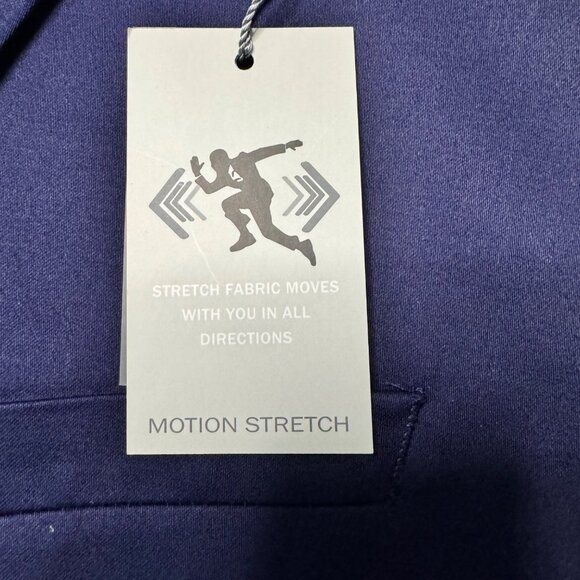 STRETCH FABRIC MOVES
WITH YOU IN ALL
DIRECTIONS
MOTION STRETCH